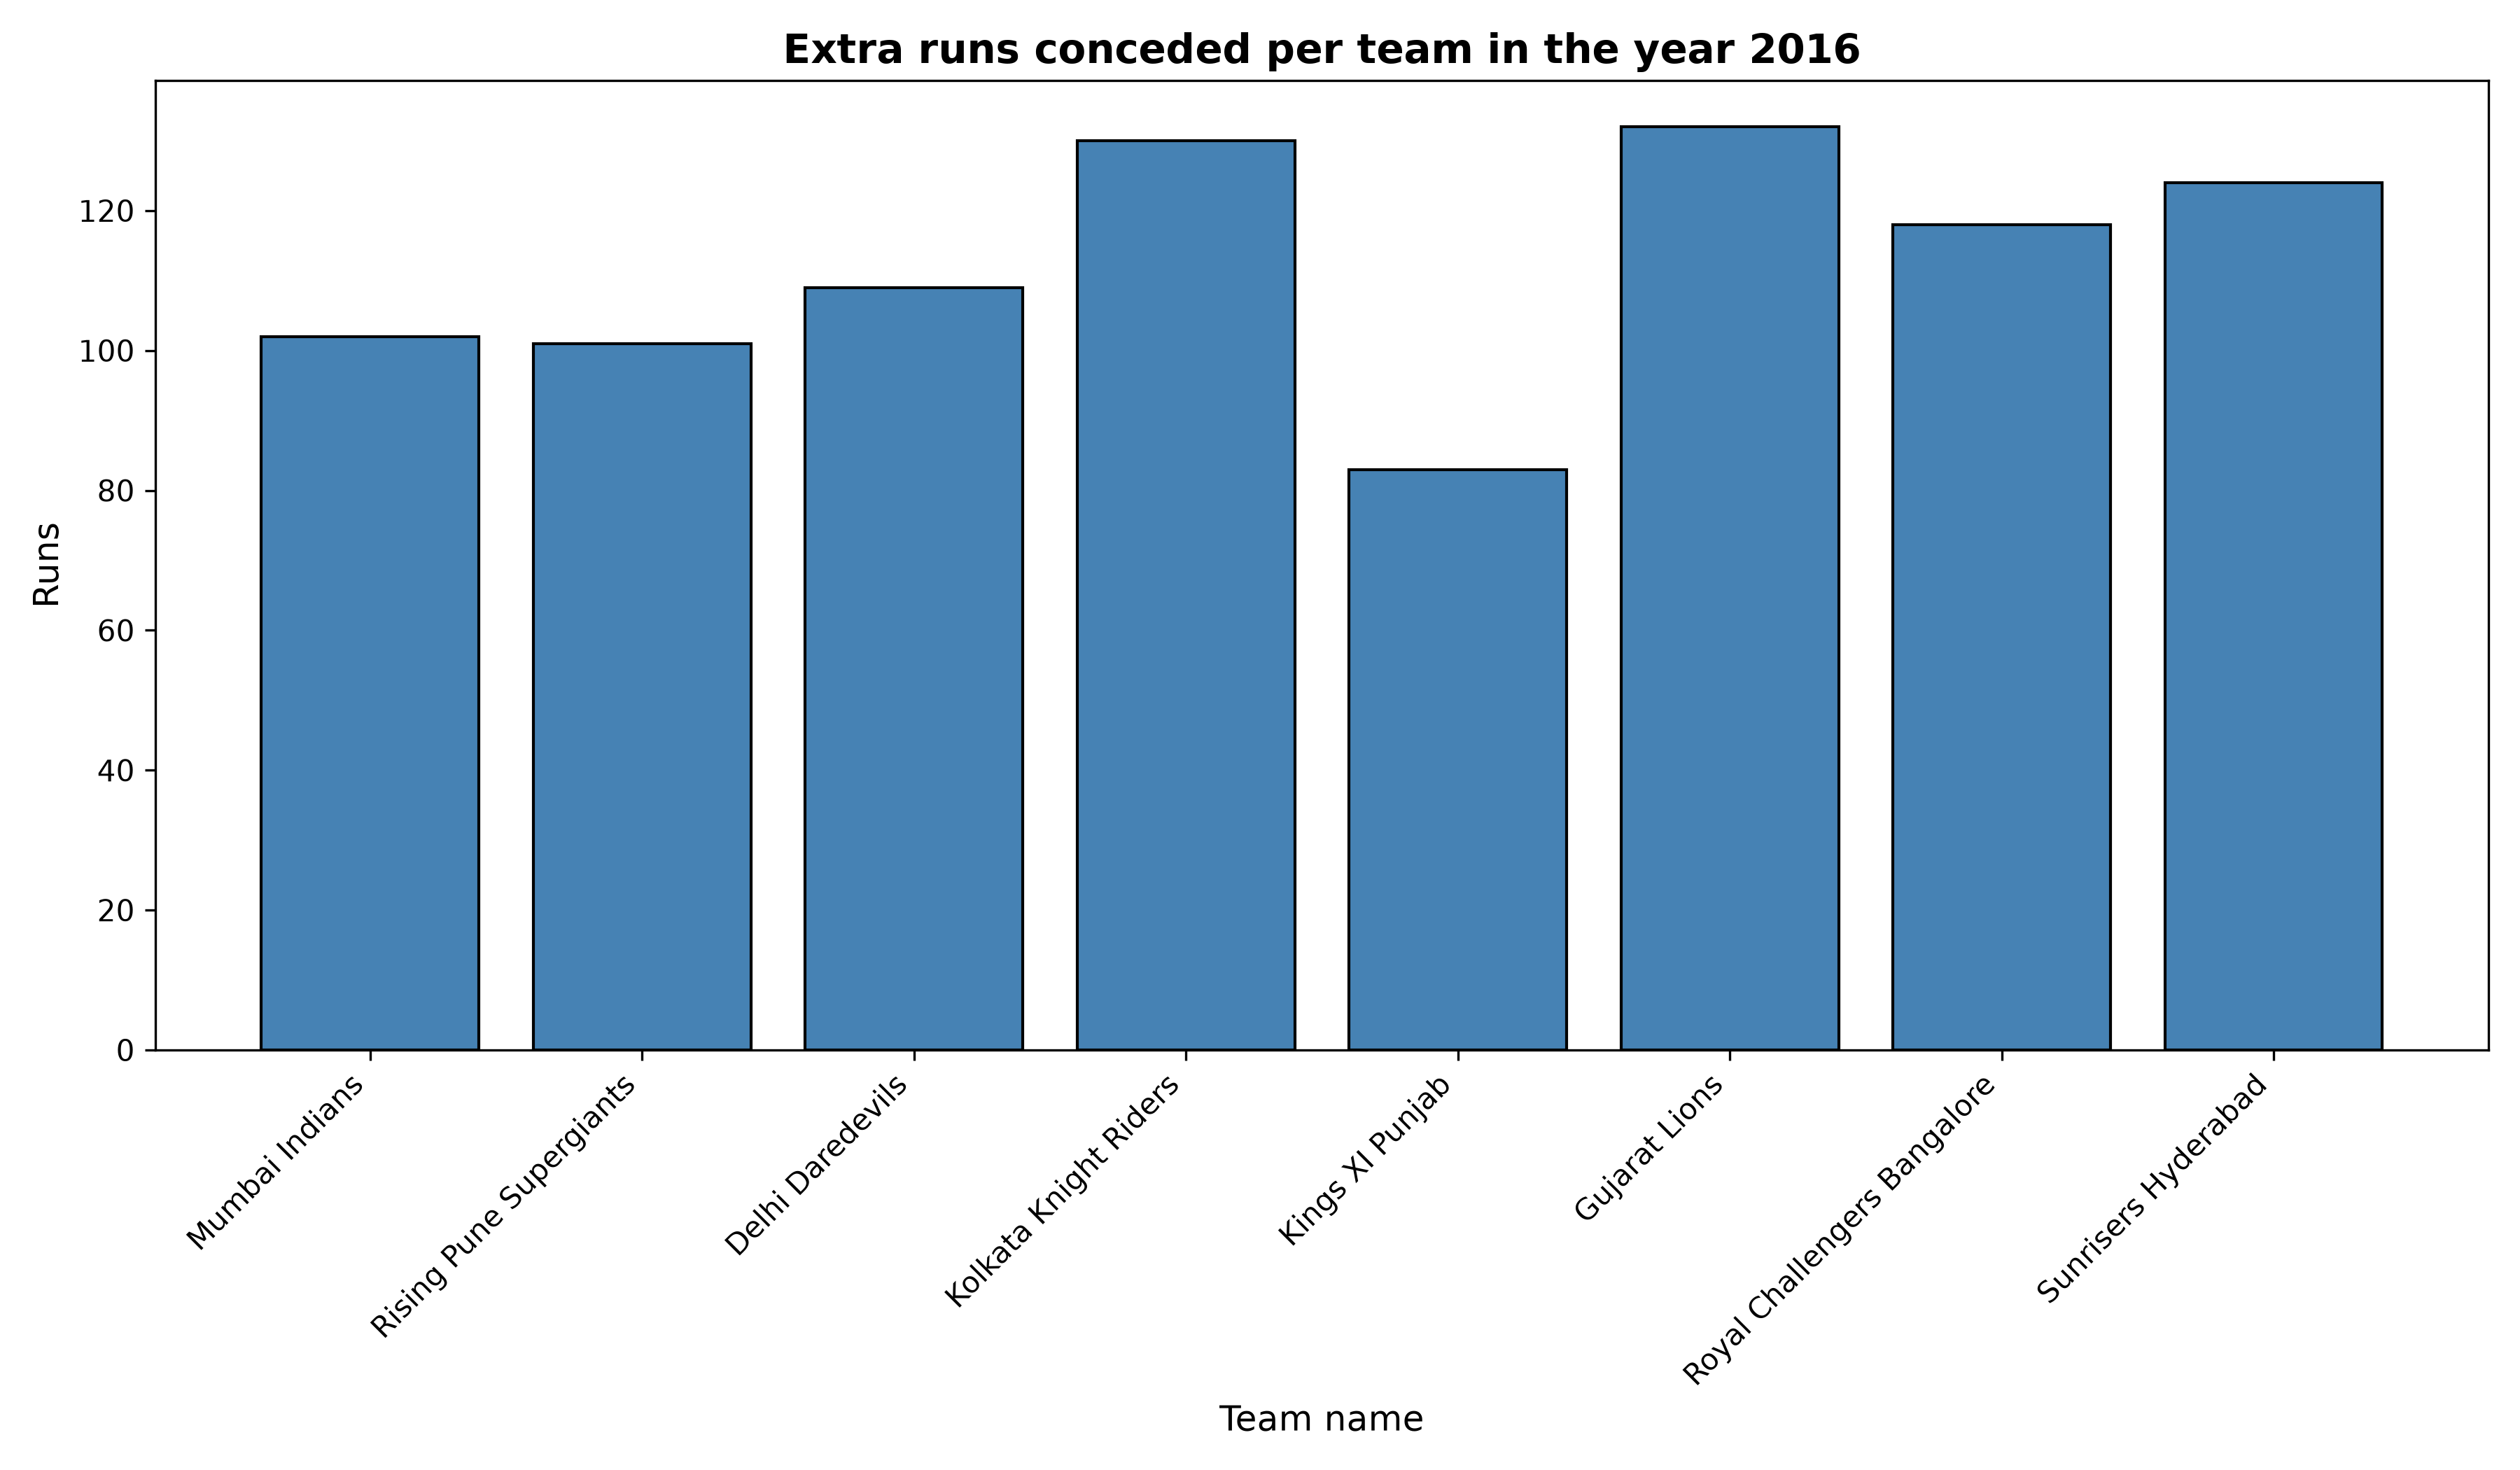 Extra runs conceded per team in the year 2016
Runs
120
100
80
60
40
20
0
Mumbai Indians
Rising Pune Supergiants
Delhi Daredevils
Kolkata Knight Riders
Kings XI Punjab
Gujarat Lions
Royal Challengers Bangalore
Sunrisers Hyderabad
Team name